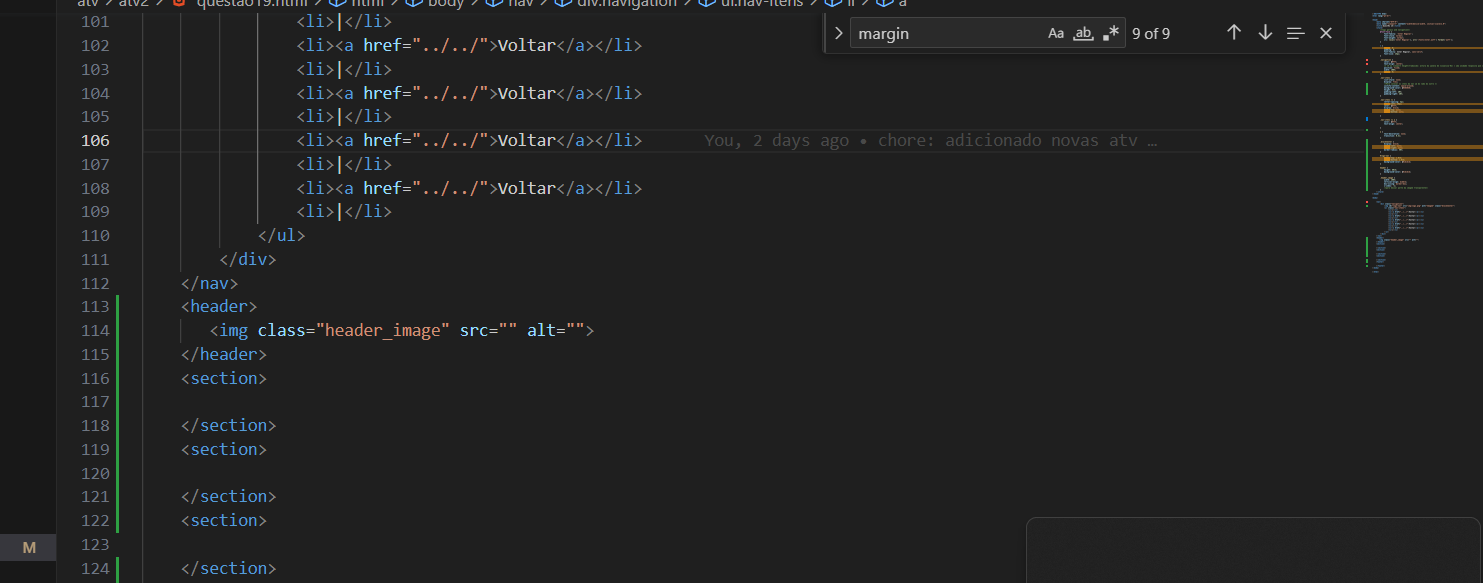 atv > atv2 > questao19.html > html > body > nav > div.navigation > ul.nav-itens > li > a
margin Aa ab .* 9 of 9
101 <li>|</li>
102 <li><a href="../../">Voltar</a></li>
103 <li>|</li>
104 <li><a href="../../">Voltar</a></li>
105 <li>|</li>
106 <li><a href="../../">Voltar</a></li> You, 2 days ago • chore: adicionado novas atv …
107 <li>|</li>
108 <li><a href="../../">Voltar</a></li>
109 <li>|</li>
110 </ul>
111 </div>
112 </nav>
113 <header>
114 <img class="header_image" src="" alt="">
115 </header>
116 <section>
117
118 </section>
119 <section>
120
121 </section>
122 <section>
123
124 </section>
M